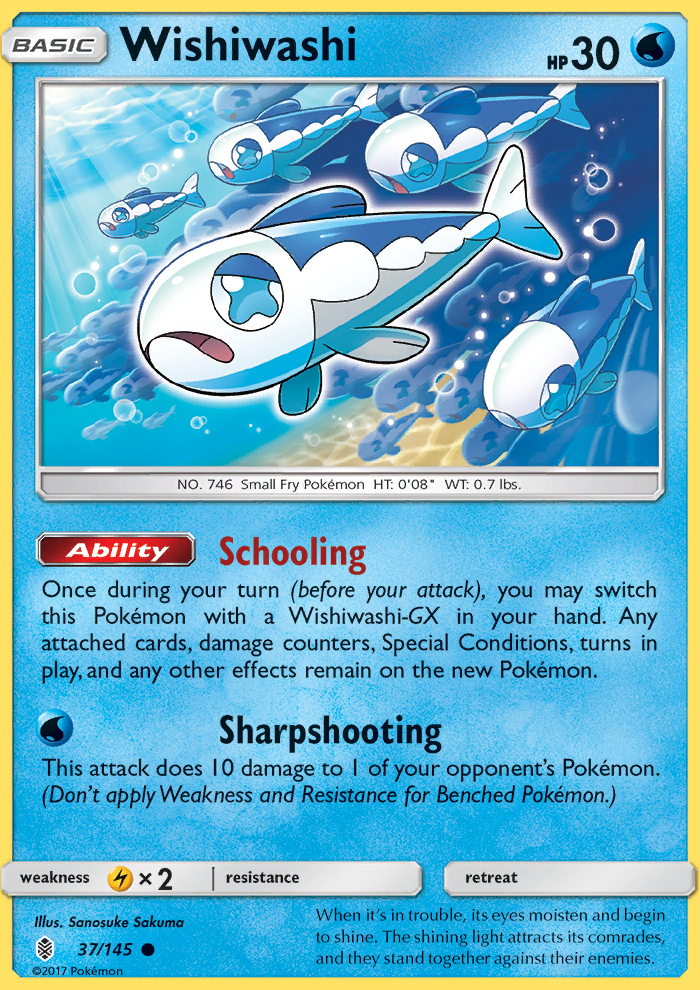 BASIC Wishiwashi HP 30
NO. 746 Small Fry Pokémon HT: 0'08" WT: 0.7 lbs.
Ability Schooling
Once during your turn (before your attack), you may switch
this Pokémon with a Wishiwashi-GX in your hand. Any
attached cards, damage counters, Special Conditions, turns in
play, and any other effects remain on the new Pokémon.
Sharpshooting
This attack does 10 damage to 1 of your opponent's Pokémon.
(Don't apply Weakness and Resistance for Benched Pokémon.)
weakness ×2 resistance retreat
Illus. Sanosuke Sakuma
37/145
©2017 Pokémon
When it's in trouble, its eyes moisten and begin
to shine. The shining light attracts its comrades,
and they stand together against their enemies.